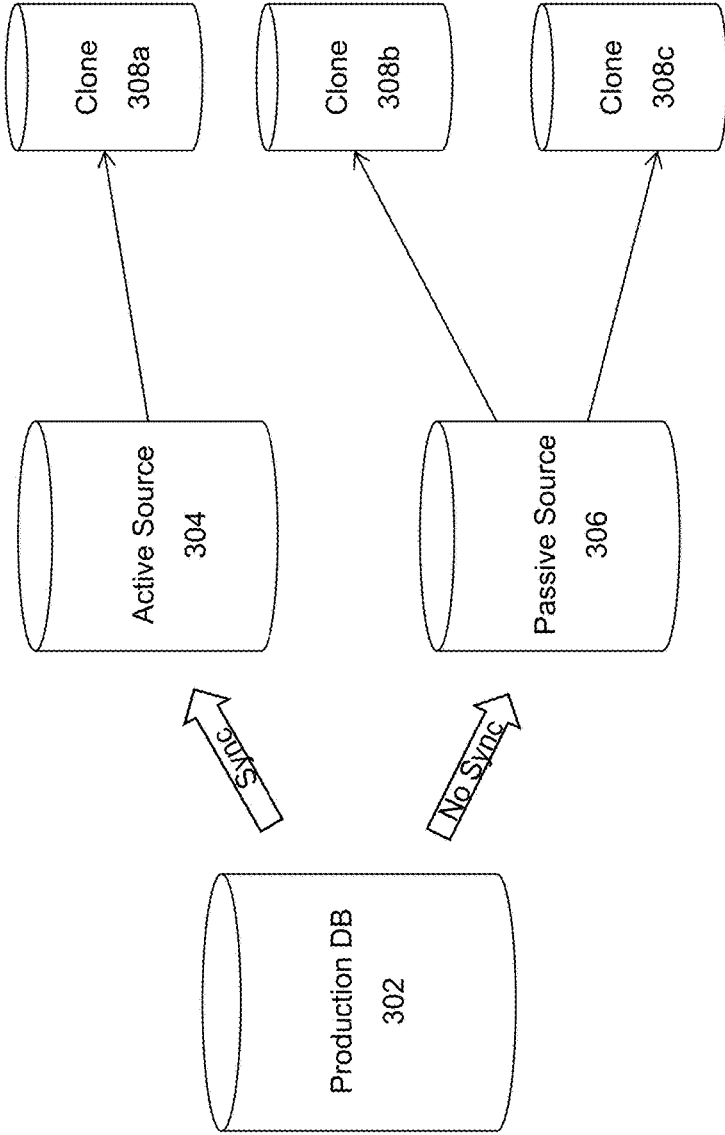 Production DB
302
Sync
No Sync
Active Source
304
Passive Source
306
Clone
308a
Clone
308b
Clone
308c